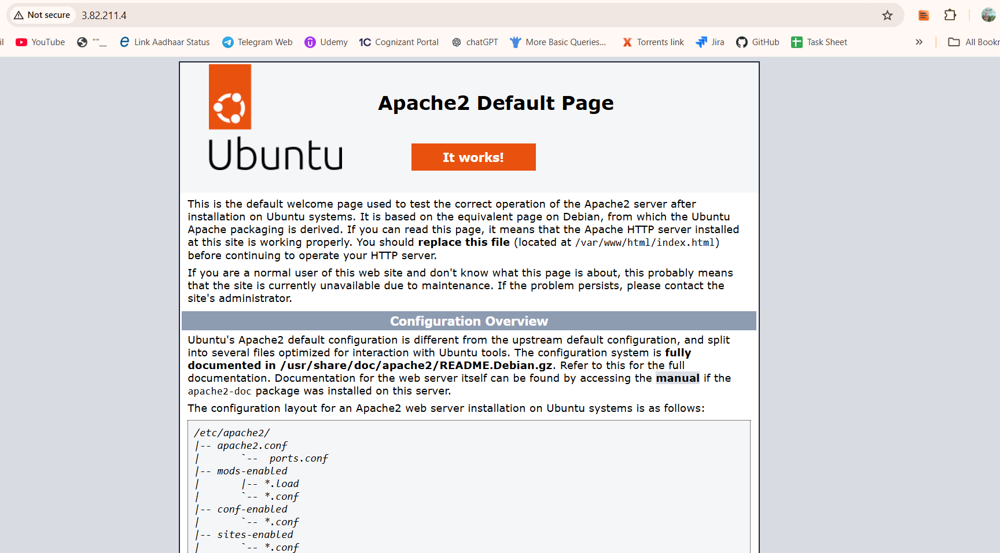 Not secure 3.82.211.4
il YouTube ""__ Link Aadhaar Status Telegram Web Udemy 1C Cognizant Portal chatGPT More Basic Queries... X Torrents link Jira GitHub Task Sheet » All Bookr
Ubuntu
Apache2 Default Page
It works!
This is the default welcome page used to test the correct operation of the Apache2 server after
installation on Ubuntu systems. It is based on the equivalent page on Debian, from which the Ubuntu
Apache packaging is derived. If you can read this page, it means that the Apache HTTP server installed
at this site is working properly. You should replace this file (located at /var/www/html/index.html)
before continuing to operate your HTTP server.
If you are a normal user of this web site and don't know what this page is about, this probably means
that the site is currently unavailable due to maintenance. If the problem persists, please contact the
site's administrator.
Configuration Overview
Ubuntu's Apache2 default configuration is different from the upstream default configuration, and split
into several files optimized for interaction with Ubuntu tools. The configuration system is fully
documented in /usr/share/doc/apache2/README.Debian.gz. Refer to this for the full
documentation. Documentation for the web server itself can be found by accessing the manual if the
apache2-doc package was installed on this server.
The configuration layout for an Apache2 web server installation on Ubuntu systems is as follows:
/etc/apache2/
|-- apache2.conf
|       `--  ports.conf
|-- mods-enabled
|       |-- *.load
|       `-- *.conf
|-- conf-enabled
|       `-- *.conf
|-- sites-enabled
|       `-- *.conf